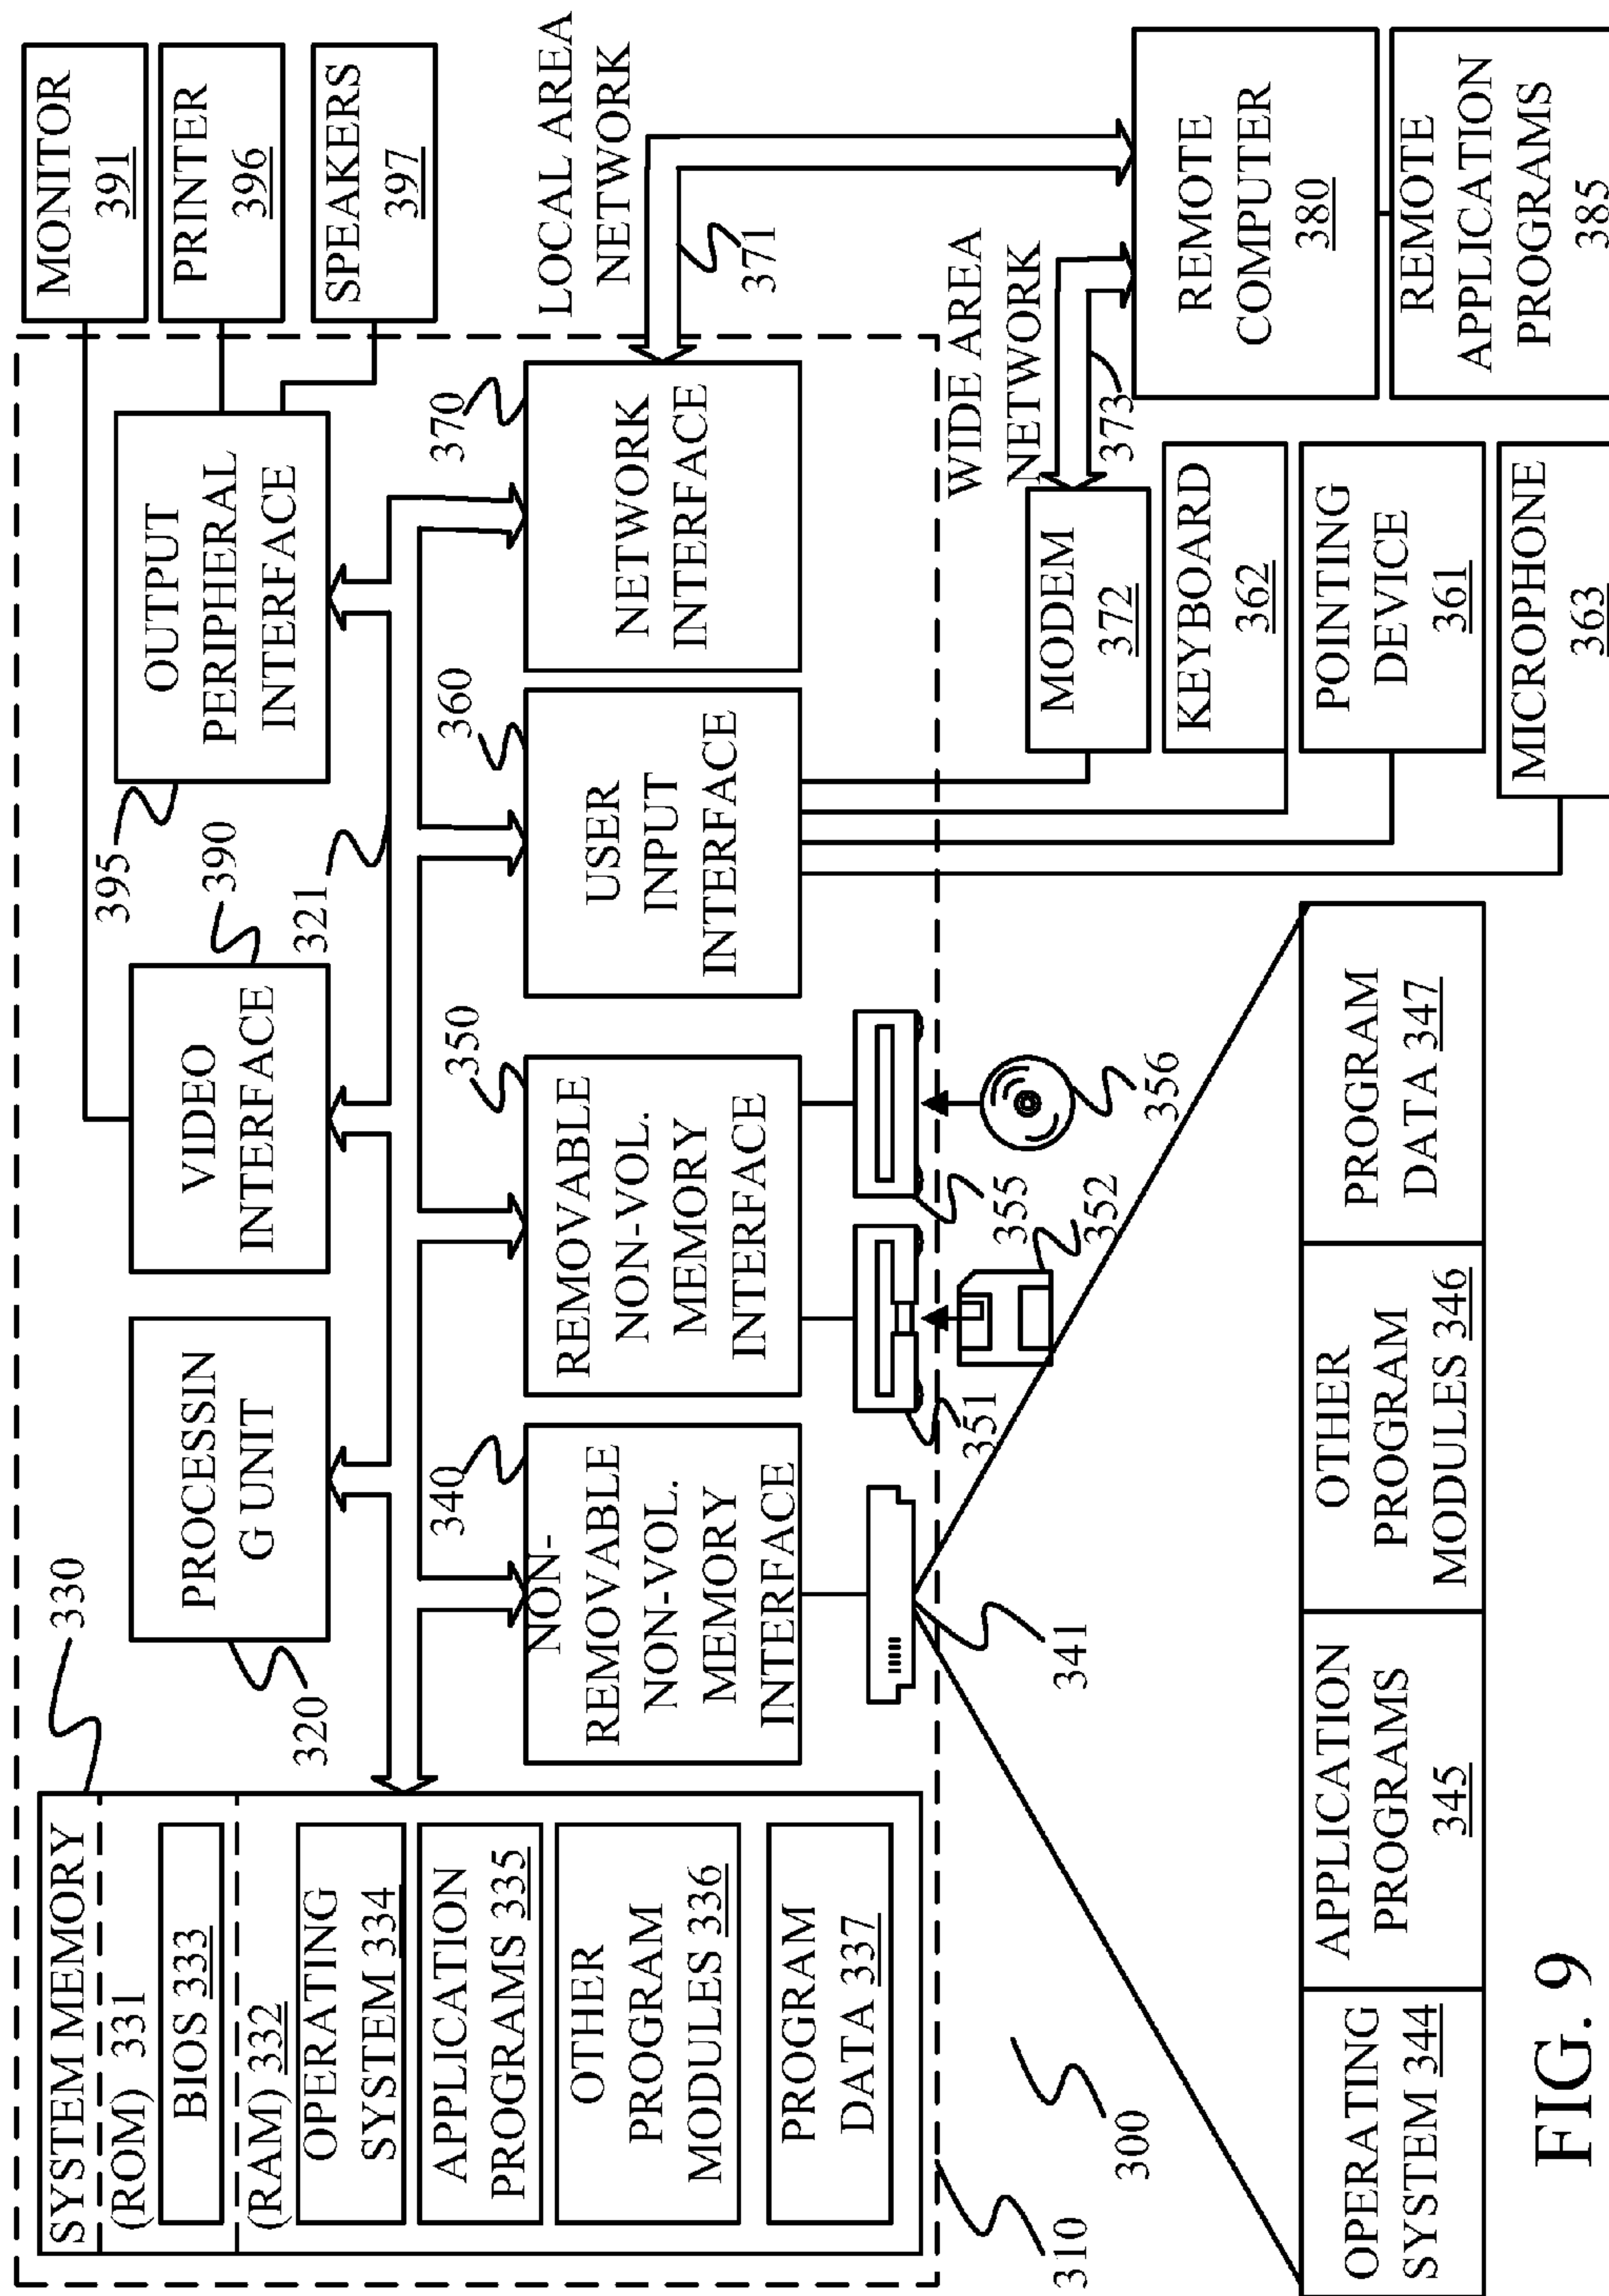 SYSTEM MEMORY
(ROM) 331
BIOS 333
(RAM) 332
OPERATING
SYSTEM 334
APPLICATION
PROGRAMS 335
OTHER
PROGRAM
MODULES 336
PROGRAM
DATA 337
330
PROCESSIN
G UNIT
320
VIDEO
INTERFACE
390
OUTPUT
PERIPHERAL
INTERFACE
395
321
MONITOR
391
PRINTER
396
SPEAKERS
397
NON-
REMOVABLE
NON-VOL.
MEMORY
INTERFACE
340
REMOVABLE
NON-VOL.
MEMORY
INTERFACE
350
USER
INPUT
INTERFACE
360
NETWORK
INTERFACE
370
LOCAL AREA
NETWORK
371
WIDE AREA
NETWORK
373
341
351
352
355
356
MODEM
372
KEYBOARD
362
POINTING
DEVICE
361
MICROPHONE
363
REMOTE
COMPUTER
380
REMOTE
APPLICATION
PROGRAMS
385
310
300
OPERATING
SYSTEM 344
APPLICATION
PROGRAMS
345
OTHER
PROGRAM
MODULES 346
PROGRAM
DATA 347
FIG. 9